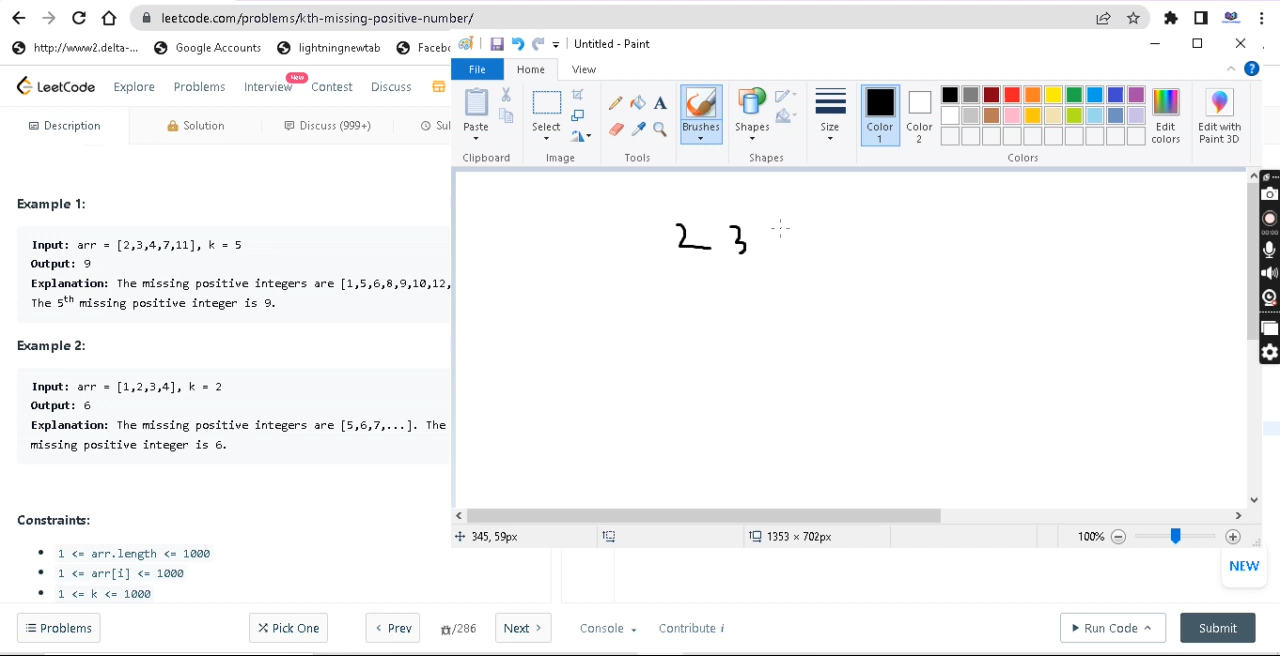 leetcode.com/problems/kth-missing-positive-number/
http://www2.delta-... Google Accounts lightningnewtab Facebo
Untitled - Paint
File Home View
LeetCode Explore Problems Interview New Contest Discuss
Description Solution Discuss (999+)
Paste Select Brushes Shapes Size Color 1 Color 2 Edit colors Edit with Paint 3D
Clipboard Image Tools Shapes Colors
Example 1:
Input: arr = [2,3,4,7,11], k = 5
Output: 9
Explanation: The missing positive integers are [1,5,6,8,9,10,12,
The 5th missing positive integer is 9.
2 3
Example 2:
Input: arr = [1,2,3,4], k = 2
Output: 6
Explanation: The missing positive integers are [5,6,7,...]. The
missing positive integer is 6.
Constraints:
1 <= arr.length <= 1000
1 <= arr[i] <= 1000
1 <= k <= 1000
345, 59px 1353 × 702px 100%
NEW
Problems Pick One < Prev /286 Next > Console Contribute i Run Code Submit